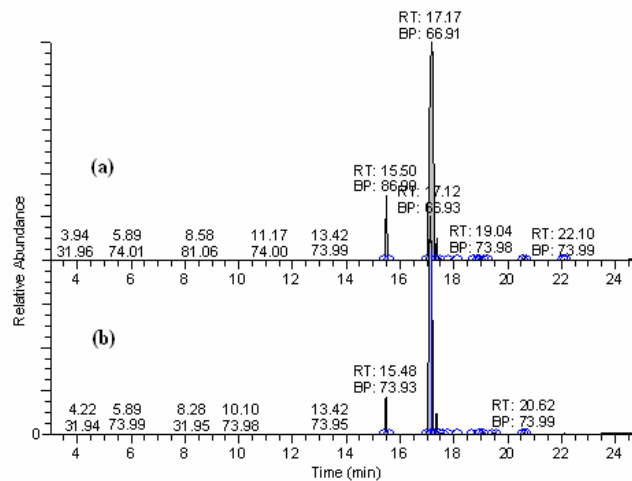 RT: 17.17
BP: 66.91
(a)
RT: 15.50
BP: 86.99
17.12
66.93
3.94 5.89 8.58 11.17 13.42
31.96 74.01 81.06 74.00 73.99
RT: 19.04
BP: 73.98
RT: 22.10
BP: 73.99
4 6 8 10 12 14 16 18 20 22 24
Relative Abundance
(b)
RT: 15.48
BP: 73.93
4.22 5.89 8.28 10.10 13.42
31.94 73.99 31.95 73.98 73.95
RT: 20.62
BP: 73.99
0
4 6 8 10 12 14 16 18 20 22 24
Time (min)